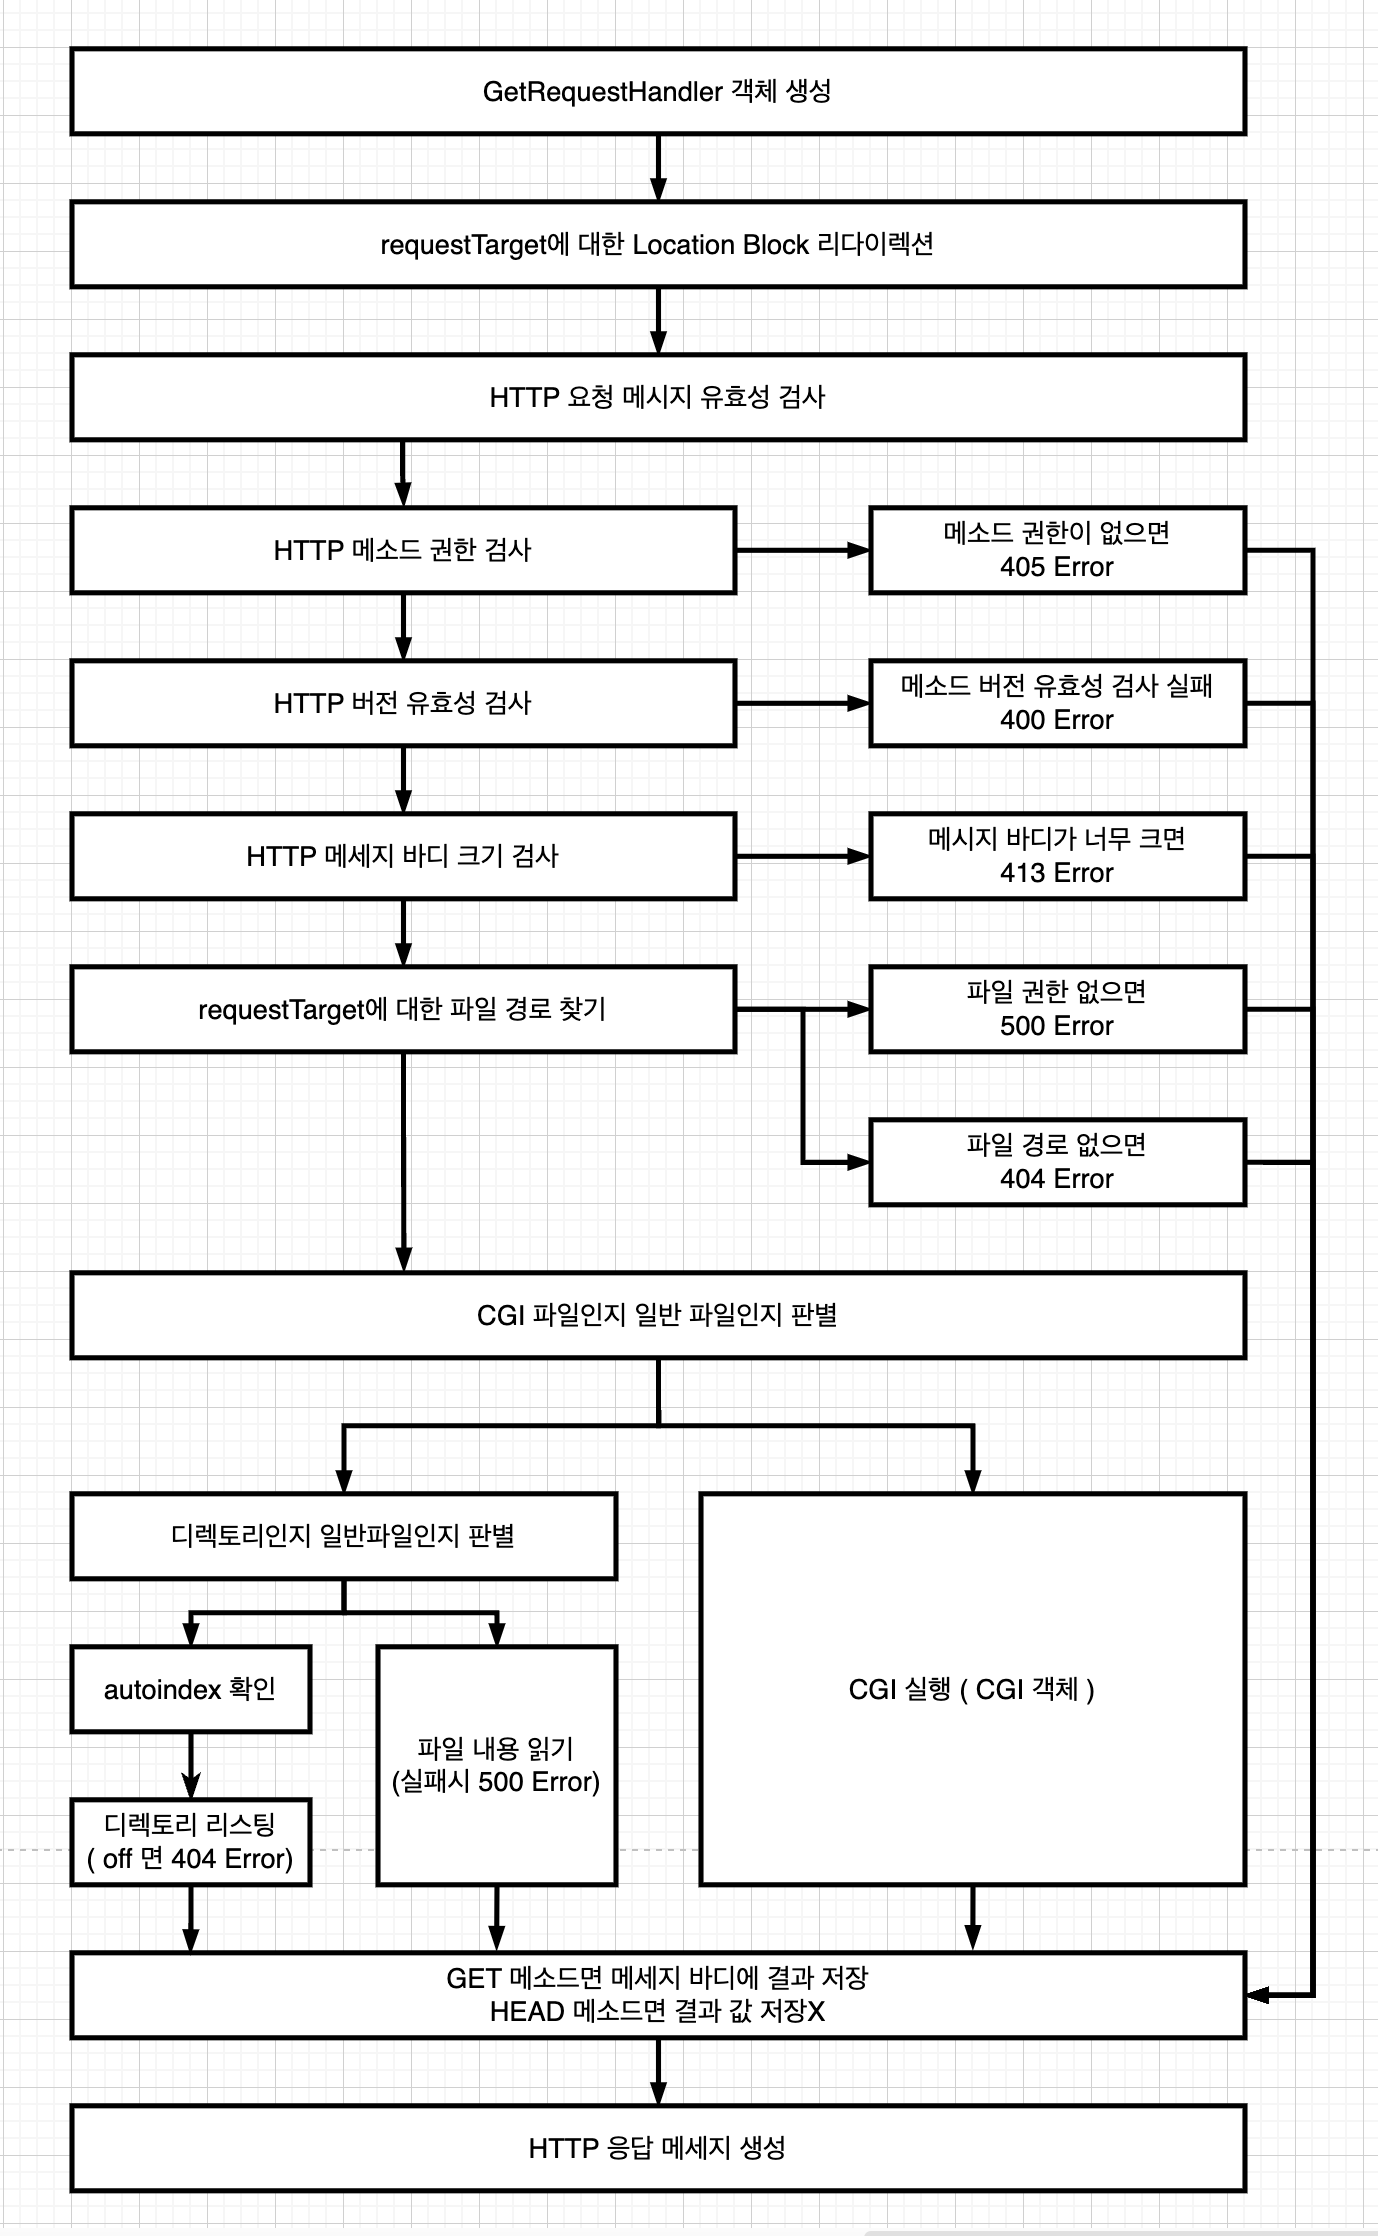 GetRequestHandler 객체 생성
requestTarget에 대한 Location Block 리다이렉션
HTTP 요청 메시지 유효성 검사
HTTP 메소드 권한 검사
메소드 권한이 없으면
405 Error
HTTP 버전 유효성 검사
메소드 버전 유효성 검사 실패
400 Error
HTTP 메세지 바디 크기 검사
메시지 바디가 너무 크면
413 Error
requestTarget에 대한 파일 경로 찾기
파일 권한 없으면
500 Error
파일 경로 없으면
404 Error
CGI 파일인지 일반 파일인지 판별
디렉토리인지 일반파일인지 판별
autoindex 확인
디렉토리 리스팅
( off 면 404 Error)
파일 내용 읽기
(실패시 500 Error)
CGI 실행 ( CGI 객체 )
GET 메소드면 메세지 바디에 결과 저장
HEAD 메소드면 결과 값 저장X
HTTP 응답 메세지 생성